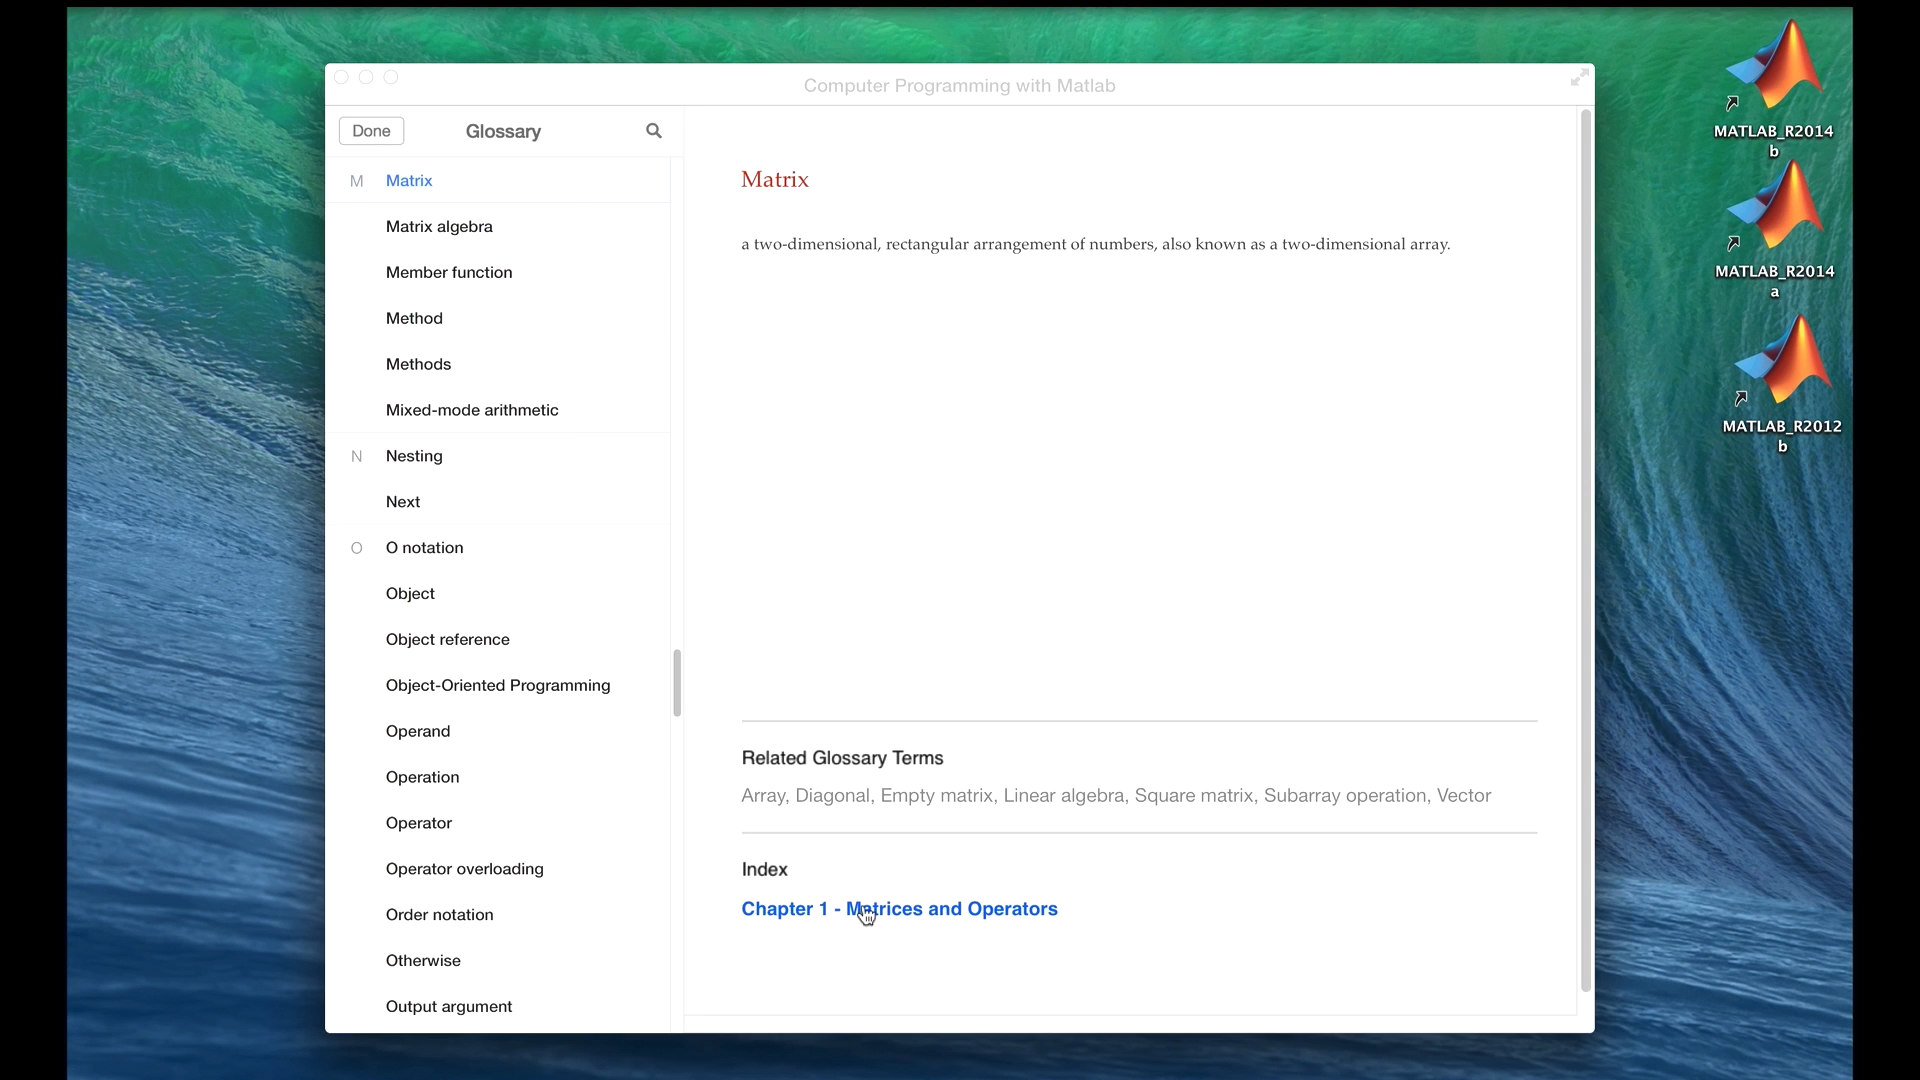 Computer Programming with Matlab
Done
Glossary
M Matrix
Matrix algebra
Member function
Method
Methods
Mixed-mode arithmetic
N Nesting
Next
O O notation
Object
Object reference
Object-Oriented Programming
Operand
Operation
Operator
Operator overloading
Order notation
Otherwise
Output argument
Matrix
a two-dimensional, rectangular arrangement of numbers, also known as a two-dimensional array.
Related Glossary Terms
Array, Diagonal, Empty matrix, Linear algebra, Square matrix, Subarray operation, Vector
Index
Chapter 1 - Matrices and Operators
MATLAB_R2014
b
MATLAB_R2014
a
MATLAB_R2012
b